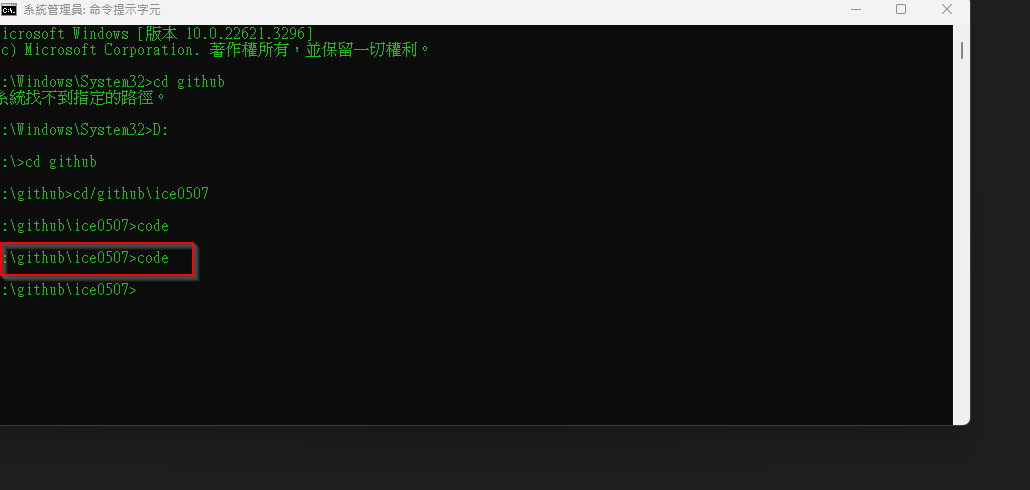 系統管理員: 命令提示字元
icrosoft Windows [版本 10.0.22621.3296]
c) Microsoft Corporation. 著作權所有，並保留一切權利。
:\Windows\System32>cd github
系統找不到指定的路徑。
:\Windows\System32>D:
:\>cd github
:\github>cd/github\ice0507
:\github\ice0507>code
:\github\ice0507>code
:\github\ice0507>